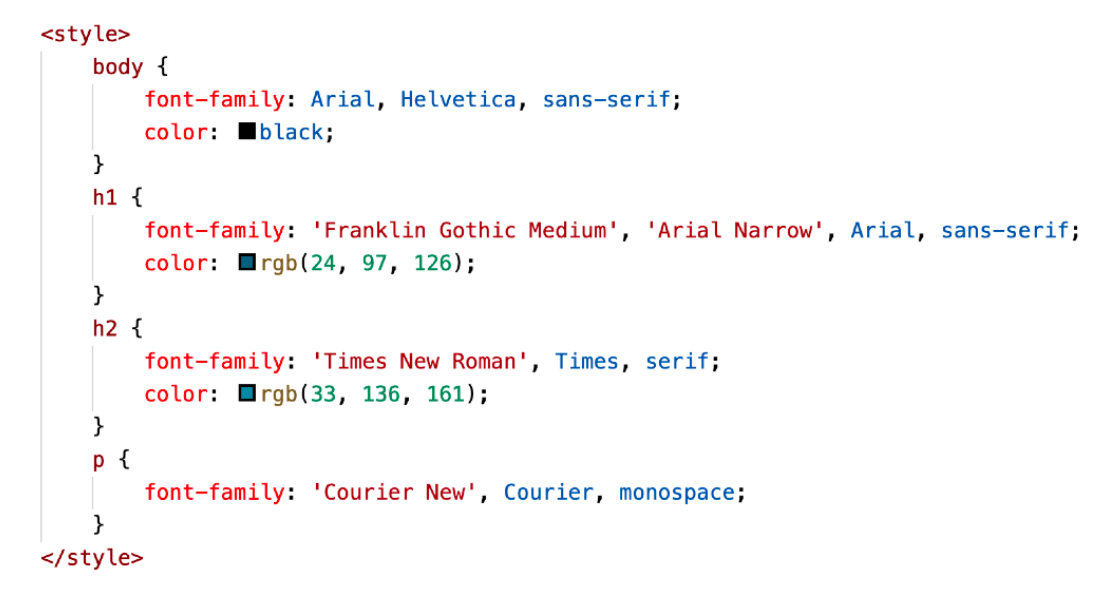 <style>
body {
font-family: Arial, Helvetica, sans-serif;
color: black;
}
h1 {
font-family: 'Franklin Gothic Medium', 'Arial Narrow', Arial, sans-serif;
color: rgb(24, 97, 126);
}
h2 {
font-family: 'Times New Roman', Times, serif;
color: rgb(33, 136, 161);
}
p {
font-family: 'Courier New', Courier, monospace;
}
</style>